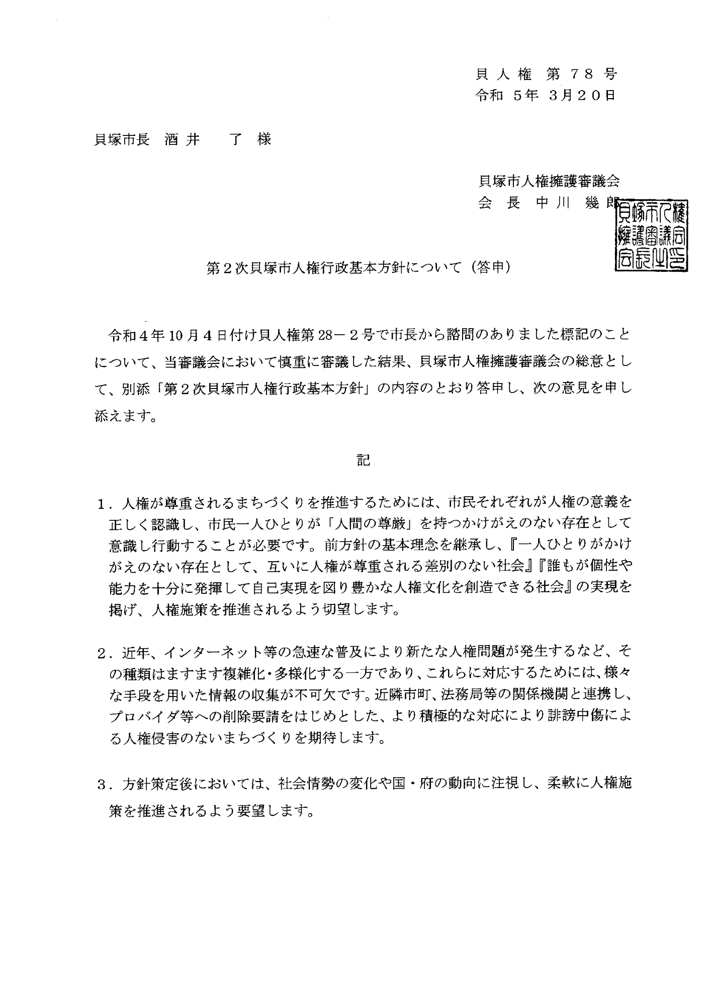 貝人権第78号
令和 5年 3月20日
貝塚市長 酒井 了 様
貝塚市人権擁護審議会
会 長 中川 幾郎
貝塚市人権
擁護審議会
会長之印
第2次貝塚市人権行政基本方針について(答申)
令和4年10月4日付け貝人権第28－2号で市長から諮問のありました標記のこと
について、当審議会において慎重に審議した結果、貝塚市人権擁護審議会の総意とし
て、別添「第2次貝塚市人権行政基本方針」の内容のとおり答申し、次の意見を申し
添えます。
記
1．人権が尊重されるまちづくりを推進するためには、市民それぞれが人権の意義を
正しく認識し、市民一人ひとりが「人間の尊厳」を持つかけがえのない存在として
意識し行動することが必要です。前方針の基本理念を継承し、『一人ひとりがかけ
がえのない存在として、互いに人権が尊重される差別のない社会』『誰もが個性や
能力を十分に発揮して自己実現を図り豊かな人権文化を創造できる社会』の実現を
掲げ、人権施策を推進されるよう切望します。
2．近年、インターネット等の急速な普及により新たな人権問題が発生するなど、そ
の種類はますます複雑化・多様化する一方であり、これらに対応するためには、様々
な手段を用いた情報の収集が不可欠です。近隣市町、法務局等の関係機関と連携し、
プロバイダ等への削除要請をはじめとした、より積極的な対応により誹謗中傷によ
る人権侵害のないまちづくりを期待します。
3．方針策定後においては、社会情勢の変化や国・府の動向に注視し、柔軟に人権施
策を推進されるよう要望します。